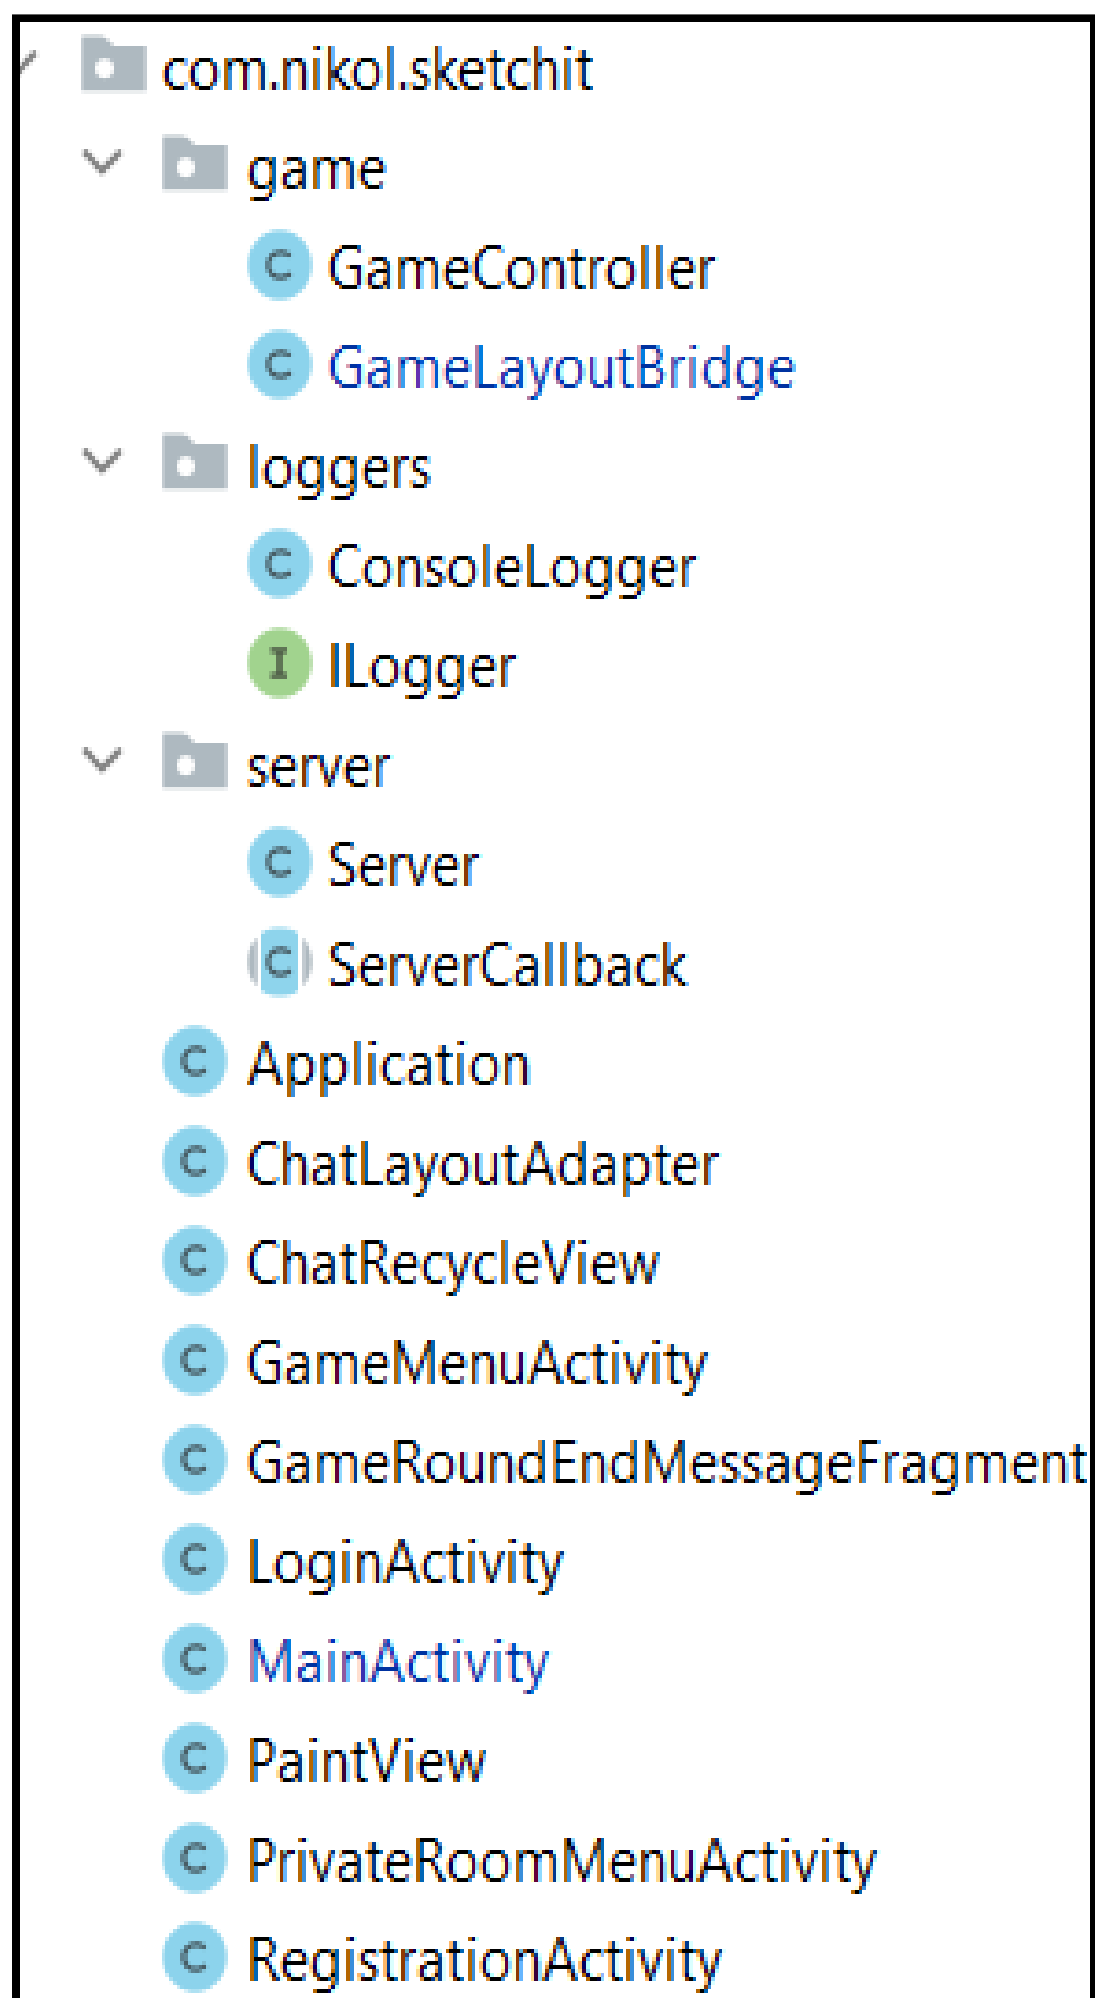 com.nikol.sketchit
game
C GameController
C GameLayoutBridge
loggers
C ConsoleLogger
I ILogger
server
C Server
C ServerCallback
C Application
C ChatLayoutAdapter
C ChatRecycleView
C GameMenuActivity
C GameRoundEndMessageFragment
C LoginActivity
C MainActivity
C PaintView
C PrivateRoomMenuActivity
C RegistrationActivity